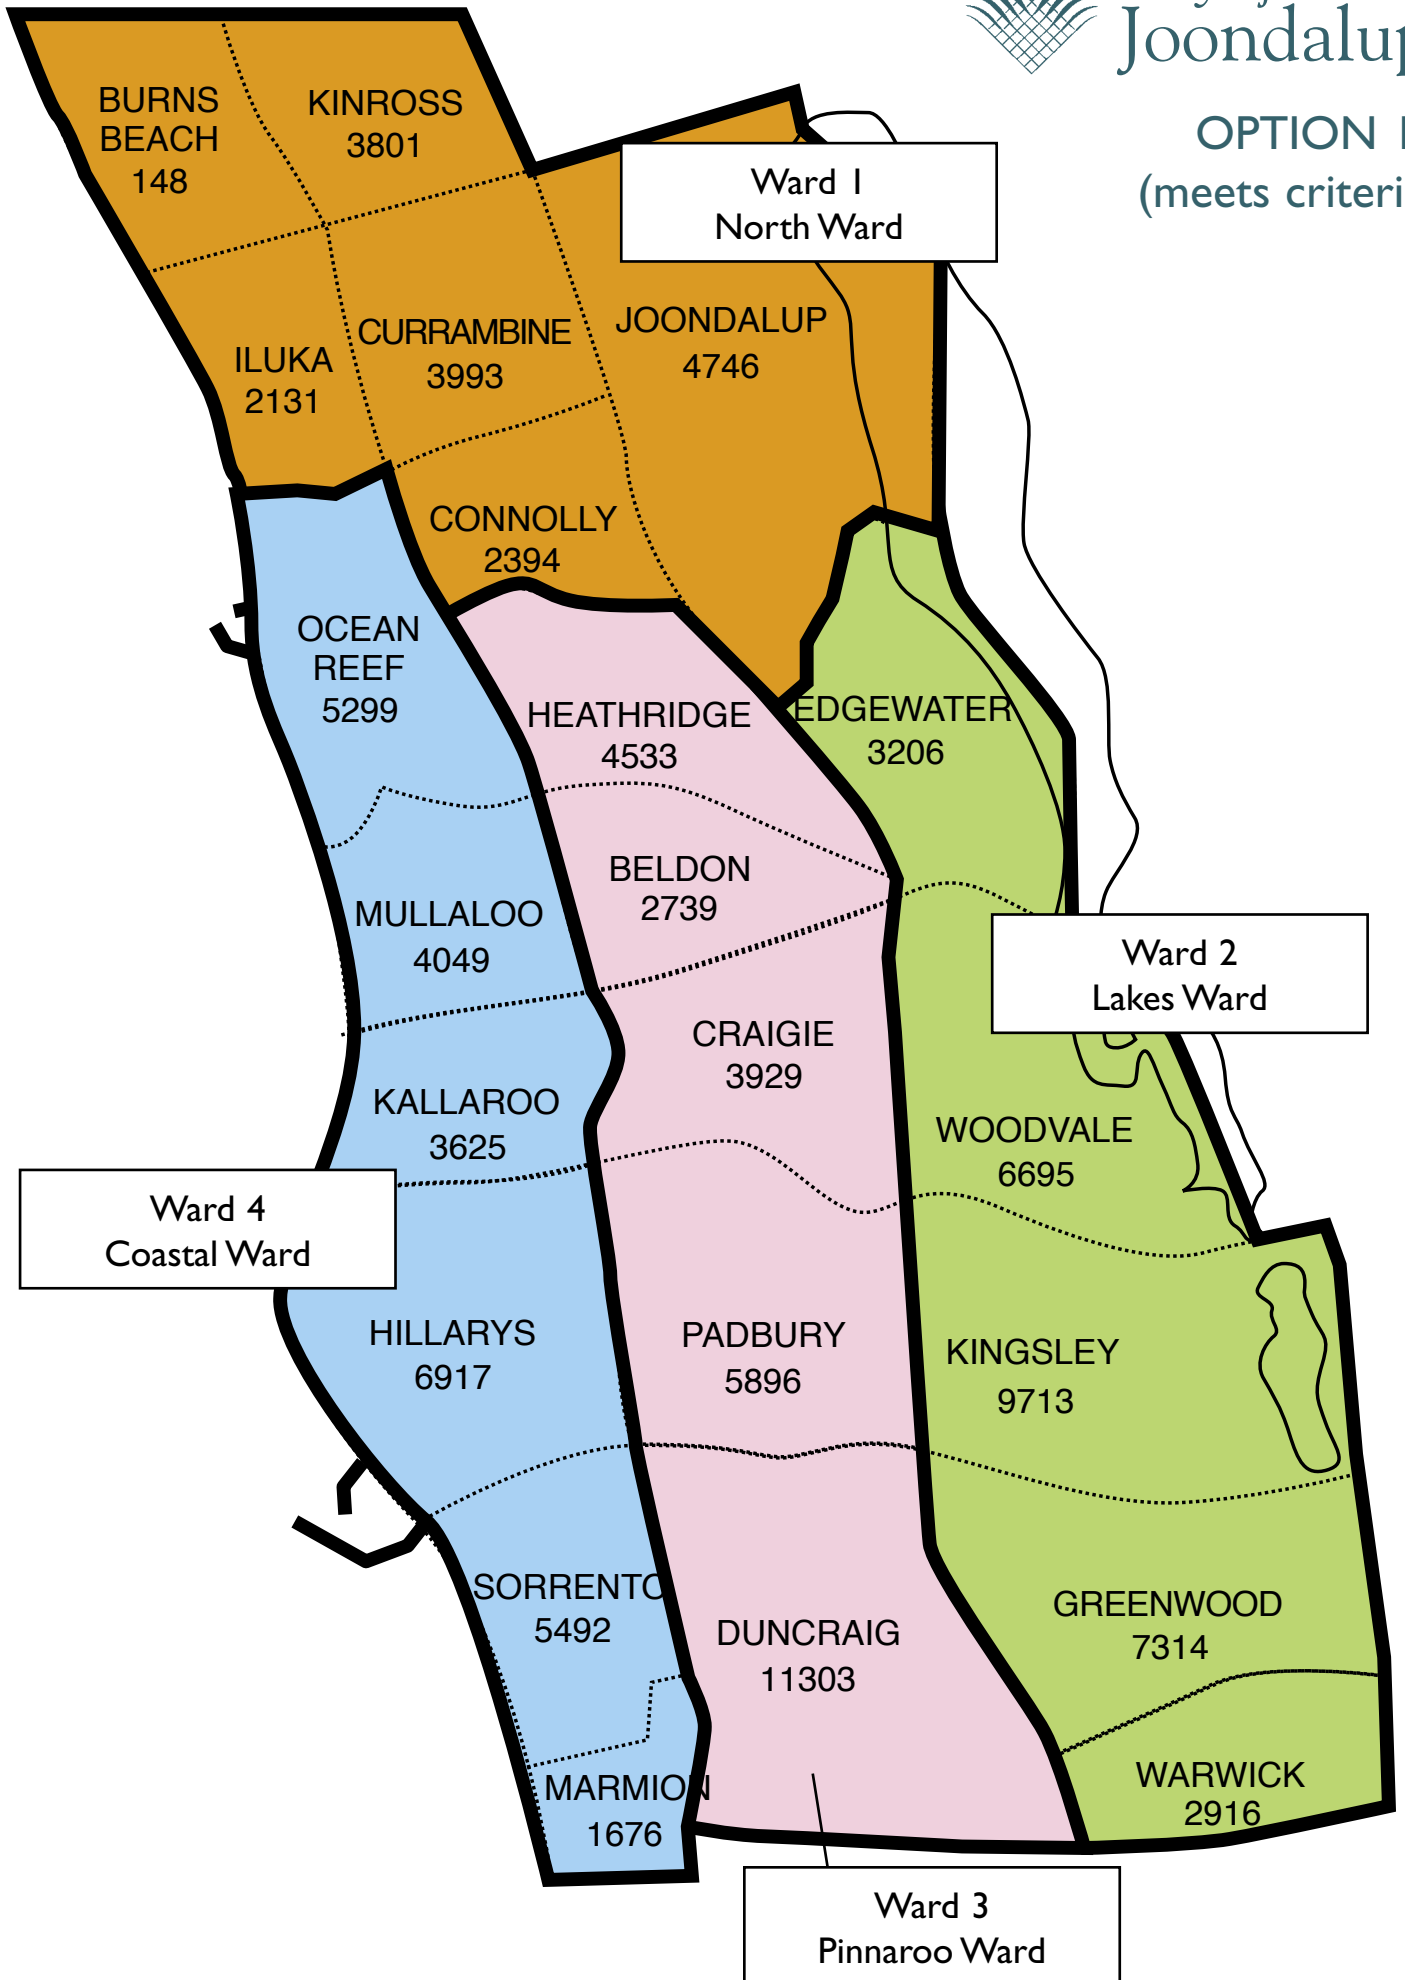 Joondalup
OPTION
(meets criteri
BURNS
BEACH
148
KINROSS
3801
Ward 1
North Ward
ILUKA
2131
CURRAMBINE
3993
JOONDALUP
4746
CONNOLLY
2394
OCEAN
REEF
5299
HEATHRIDGE
4533
EDGEWATER
3206
BELDON
2739
MULLALOO
4049
Ward 2
Lakes Ward
CRAIGIE
3929
KALLAROO
3625
WOODVALE
6695
Ward 4
Coastal Ward
HILLARYS
6917
PADBURY
5896
KINGSLEY
9713
SORRENTO
5492
DUNCRAIG
11303
GREENWOOD
7314
MARMION
1676
WARWICK
2916
Ward 3
Pinnaroo Ward